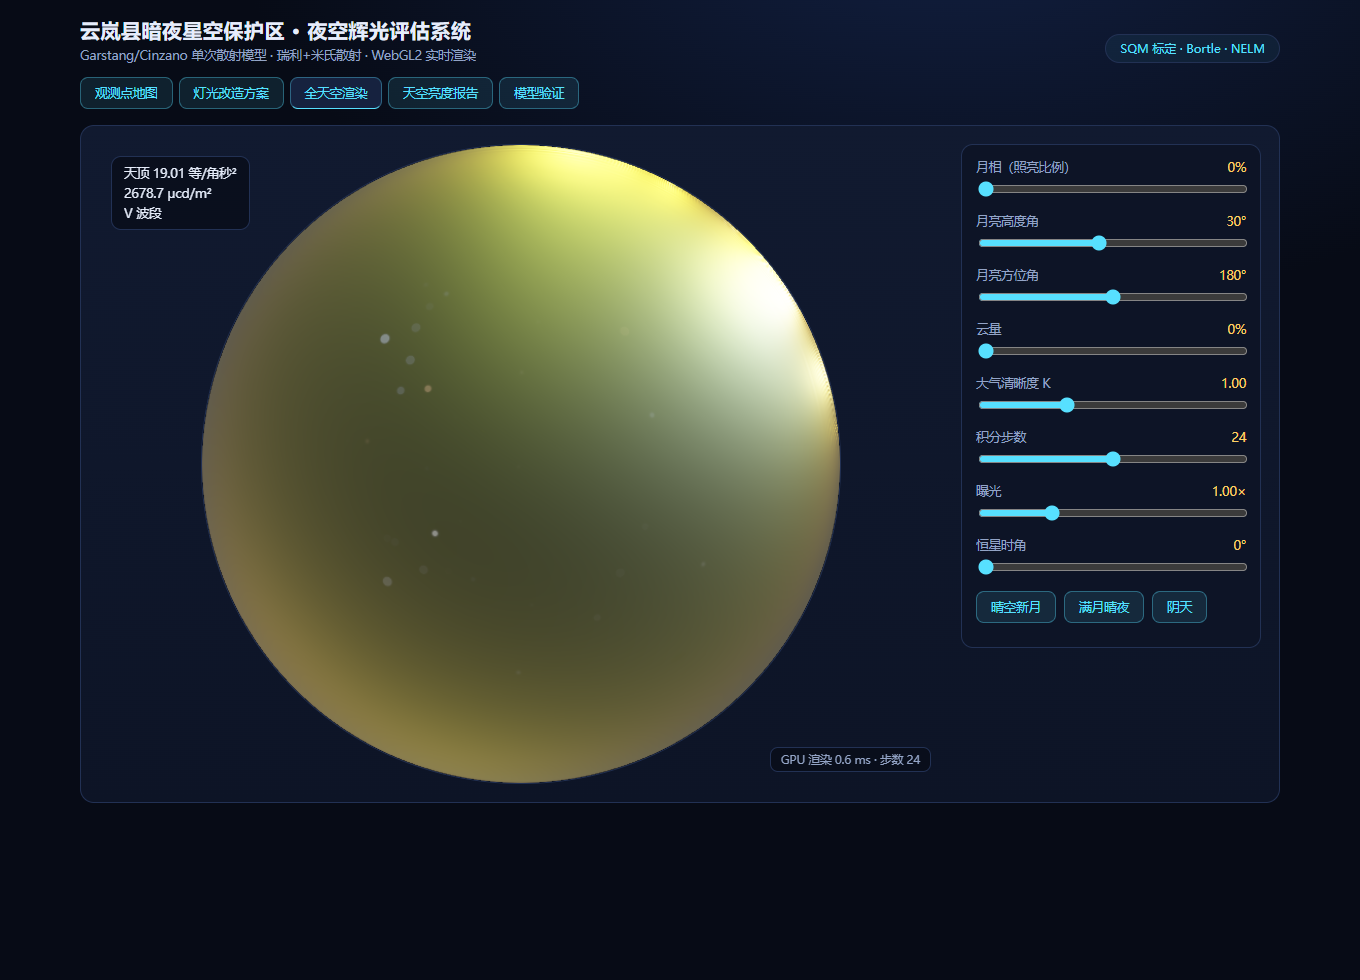 云岚县暗夜星空保护区 • 夜空辉光评估系统
Garstang/Cinzano 单次散射模型 · 瑞利+米氏散射 · WebGL2 实时渲染
SQM 标定 · Bortle · NELM
观测点地图
灯光改造方案
全天空渲染
天空亮度报告
模型验证
天顶 19.01 等/角秒²
2678.7 μcd/m²
V 波段
月相（照亮比例） 0%
月亮高度角 30°
月亮方位角 180°
云量 0%
大气清晰度 K 1.00
积分步数 24
曝光 1.00×
恒星时角 0°
晴空新月
满月晴夜
阴天
GPU 渲染 0.6 ms · 步数 24